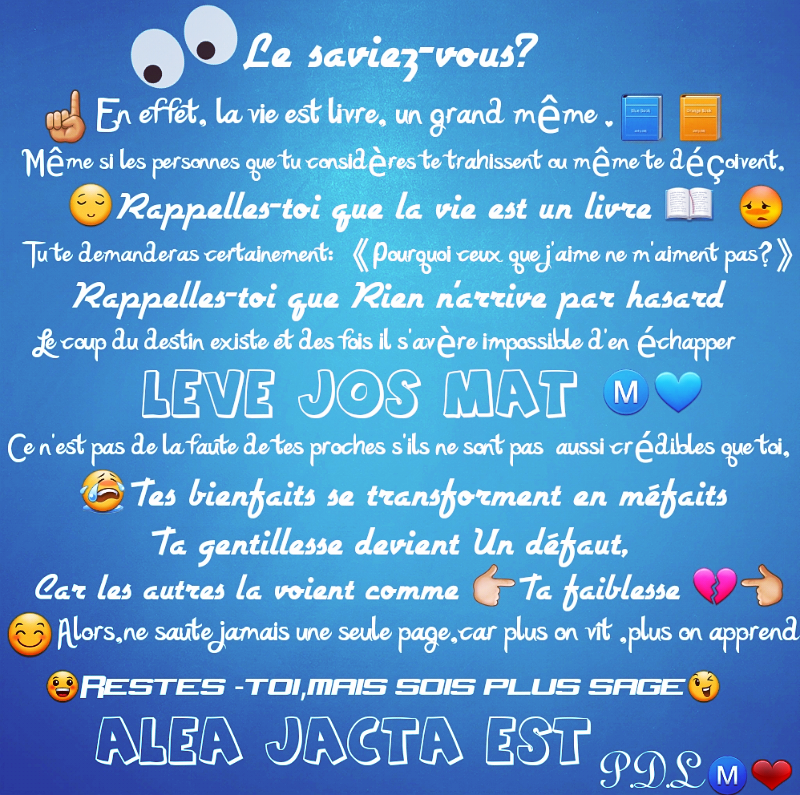 Le saviez-vous?
☝En effet, la vie est livre, un grand même .📘📙
Même si les personnes que tu considères te trahissent ou même te déçoivent,
😌Rappelles-toi que la vie est un livre 📖 😳
Tu te demanderas certainement: 《Pourquoi ceux que j'aime ne m'aiment pas?》
Rappelles-toi que Rien n'arrive par hasard
Le coup du destin existe et des fois il s'avère impossible d'en échapper
LEVE JOS MAT Ⓜ💙
Ce n'est pas de la faute de tes proches s'ils ne sont pas aussi crédibles que toi,
😭Tes bienfaits se transforment en méfaits
Ta gentillesse devient Un défaut,
Car les autres la voient comme 👉Ta faiblesse 💔👈
😊Alors,ne saute jamais une seule page,car plus on vit ,plus on apprend
😀RESTES -TOI,MAIS SOIS PLUS SAGE😉
ALEA JACTA EST
P.D.L Ⓜ❤